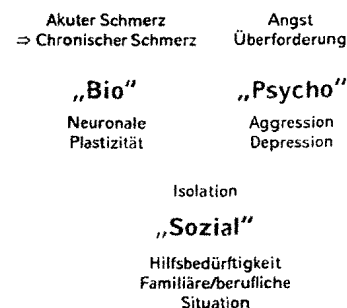 Akuter Schmerz
⇒ Chronischer Schmerz
„Bio“
Neuronale
Plastizität
Angst
Überforderung
„Psycho“
Aggression
Depression
Isolation
„Sozial“
Hilfsbedürftigkeit
Familiäre/berufliche
Situation